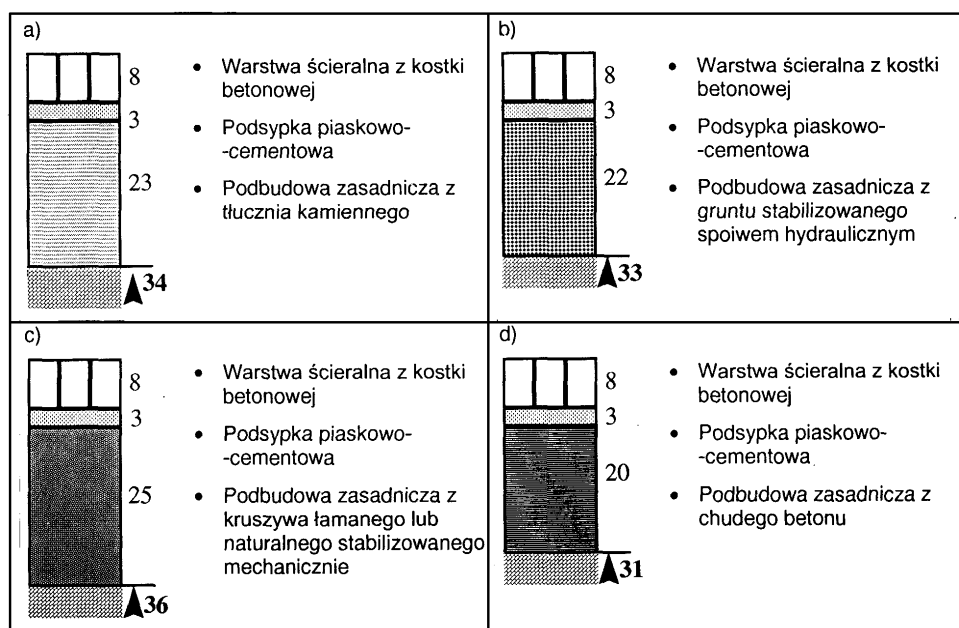 a)
8
3
23
34
• Warstwa ścieralna z kostki
betonowej
• Podsypka piaskowo-
-cementowa
• Podbudowa zasadnicza z
tłucznia kamiennego
b)
8
3
22
33
• Warstwa ścieralna z kostki
betonowej
• Podsypka piaskowo-
-cementowa
• Podbudowa zasadnicza z
gruntu stabilizowanego
spoiwem hydraulicznym
c)
8
3
25
36
• Warstwa ścieralna z kostki
betonowej
• Podsypka piaskowo-
-cementowa
• Podbudowa zasadnicza z
kruszywa łamanego lub
naturalnego stabilizowanego
mechanicznie
d)
8
3
20
31
• Warstwa ścieralna z kostki
betonowej
• Podsypka piaskowo-
-cementowa
• Podbudowa zasadnicza z
chudego betonu